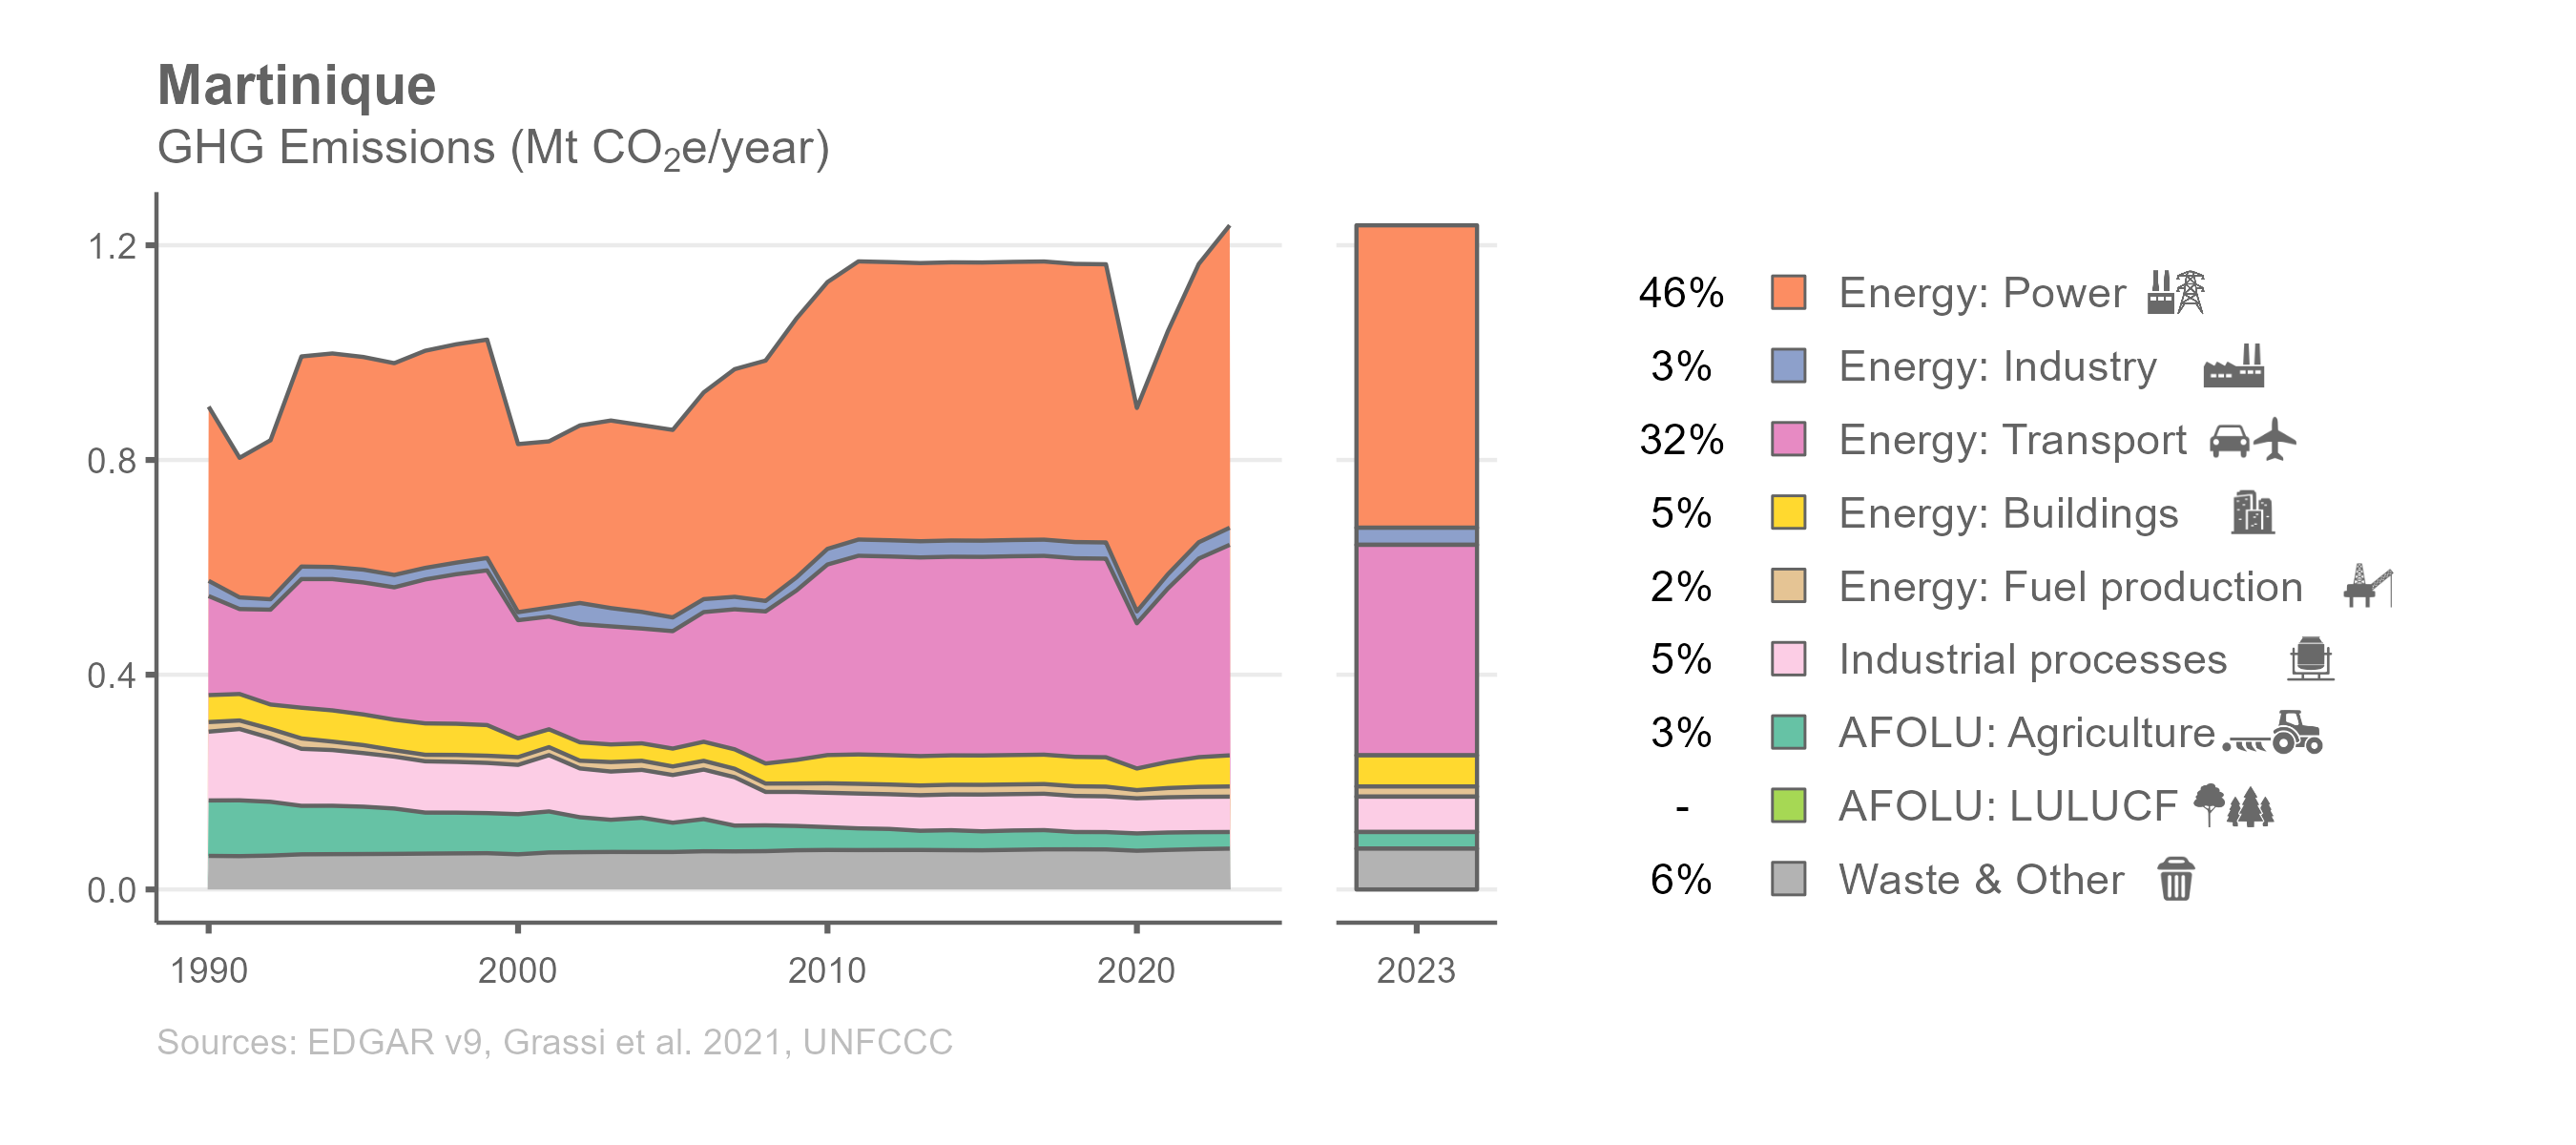 Martinique
GHG Emissions (Mt CO₂e/year)
1.2
0.8
0.4
0.0
1990 2000 2010 2020 2023
46% Energy: Power
3% Energy: Industry
32% Energy: Transport
5% Energy: Buildings
2% Energy: Fuel production
5% Industrial processes
3% AFOLU: Agriculture
- AFOLU: LULUCF
6% Waste & Other
Sources: EDGAR v9, Grassi et al. 2021, UNFCCC